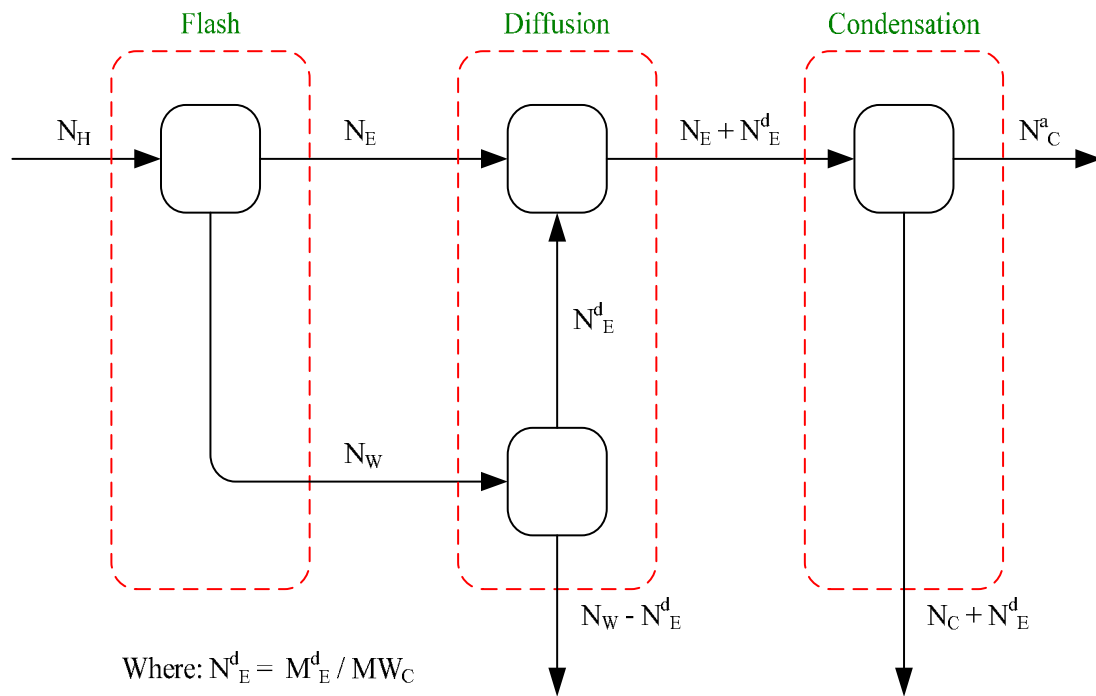 Flash
Diffusion
Condensation
N_H
N_E
N_E + N^d_E
N^a_C
N^d_E
N_W
N_W - N^d_E
N_C + N^d_E
Where: N^d_E = M^d_E / MW_C